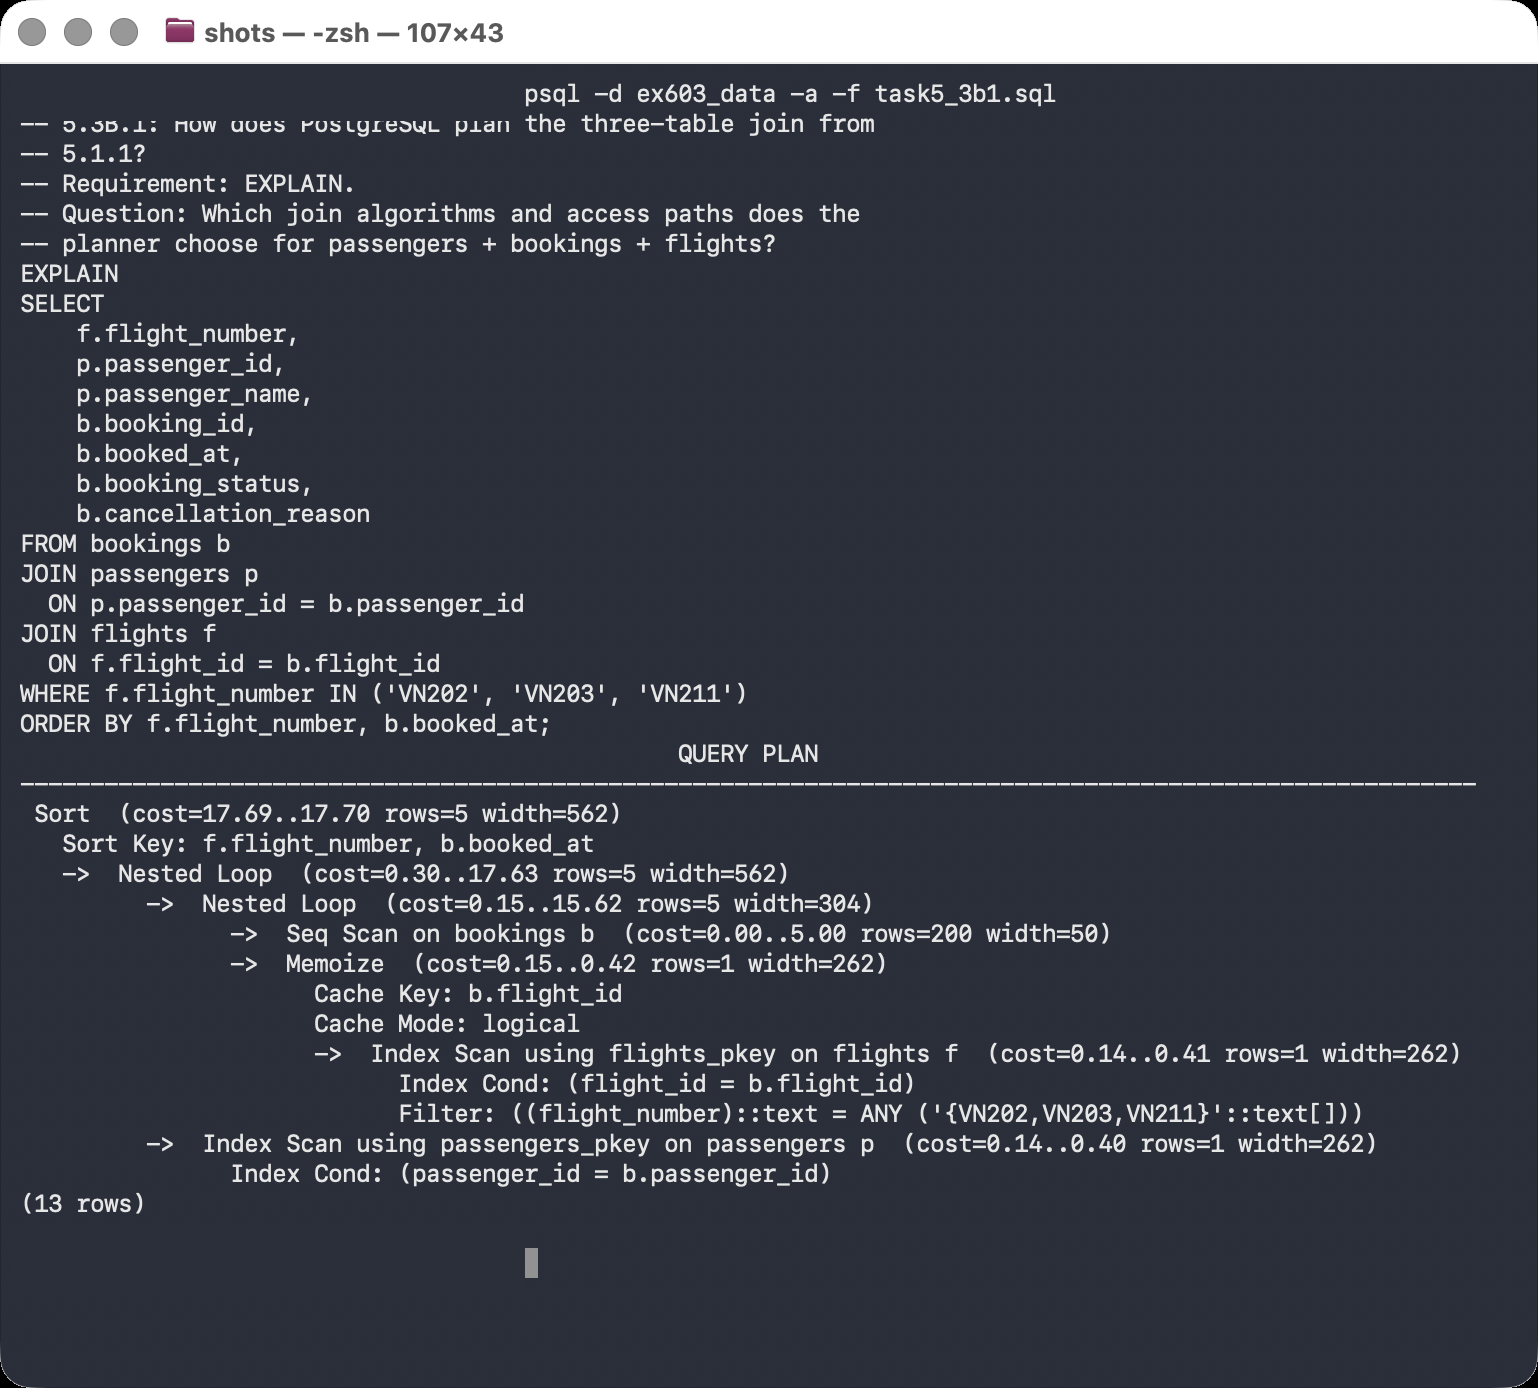 shots — -zsh — 107×43
psql -d ex603_data -a -f task5_3b1.sql
-- 5.3B.1: How does PostgreSQL plan the three-table join from
-- 5.1.1?
-- Requirement: EXPLAIN.
-- Question: Which join algorithms and access paths does the
-- planner choose for passengers + bookings + flights?
EXPLAIN
SELECT
    f.flight_number,
    p.passenger_id,
    p.passenger_name,
    b.booking_id,
    b.booked_at,
    b.booking_status,
    b.cancellation_reason
FROM bookings b
JOIN passengers p
  ON p.passenger_id = b.passenger_id
JOIN flights f
  ON f.flight_id = b.flight_id
WHERE f.flight_number IN ('VN202', 'VN203', 'VN211')
ORDER BY f.flight_number, b.booked_at;
                                               QUERY PLAN
--------------------------------------------------------------------------------------------------------
 Sort  (cost=17.69..17.70 rows=5 width=562)
   Sort Key: f.flight_number, b.booked_at
   ->  Nested Loop  (cost=0.30..17.63 rows=5 width=562)
         ->  Nested Loop  (cost=0.15..15.62 rows=5 width=304)
               ->  Seq Scan on bookings b  (cost=0.00..5.00 rows=200 width=50)
               ->  Memoize  (cost=0.15..0.42 rows=1 width=262)
                     Cache Key: b.flight_id
                     Cache Mode: logical
                     ->  Index Scan using flights_pkey on flights f  (cost=0.14..0.41 rows=1 width=262)
                           Index Cond: (flight_id = b.flight_id)
                           Filter: ((flight_number)::text = ANY ('{VN202,VN203,VN211}'::text[]))
         ->  Index Scan using passengers_pkey on passengers p  (cost=0.14..0.40 rows=1 width=262)
               Index Cond: (passenger_id = b.passenger_id)
(13 rows)